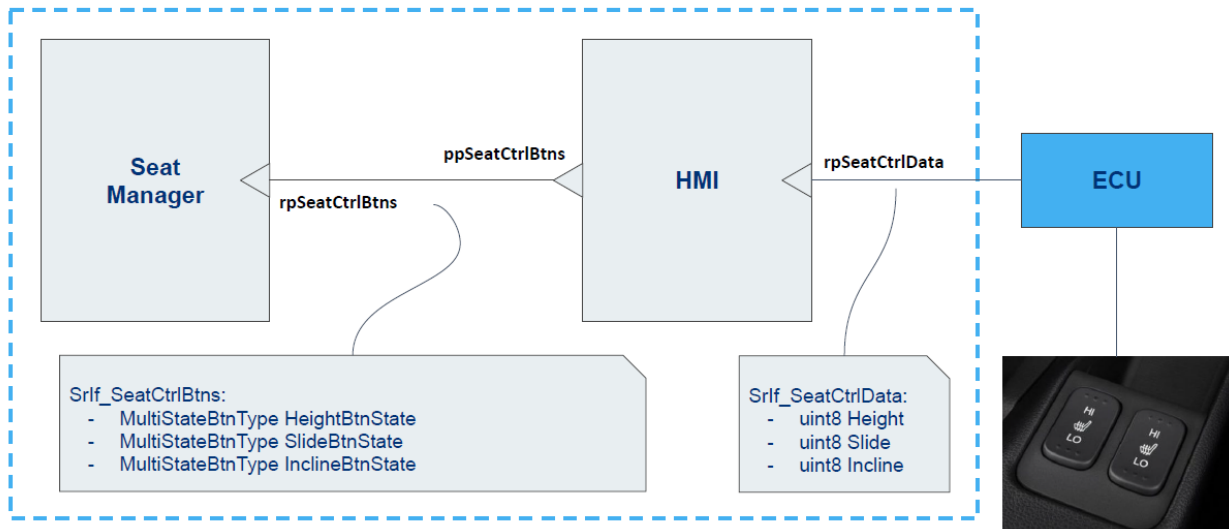 Seat
Manager
ppSeatCtrlBtns
rpSeatCtrlBtns
HMI
rpSeatCtrlData
ECU
SrIf_SeatCtrlBtns:
- MultiStateBtnType HeightBtnState
- MultiStateBtnType SlideBtnState
- MultiStateBtnType InclineBtnState
SrIf_SeatCtrlData:
- uint8 Height
- uint8 Slide
- uint8 Incline
HI
LO
HI
LO